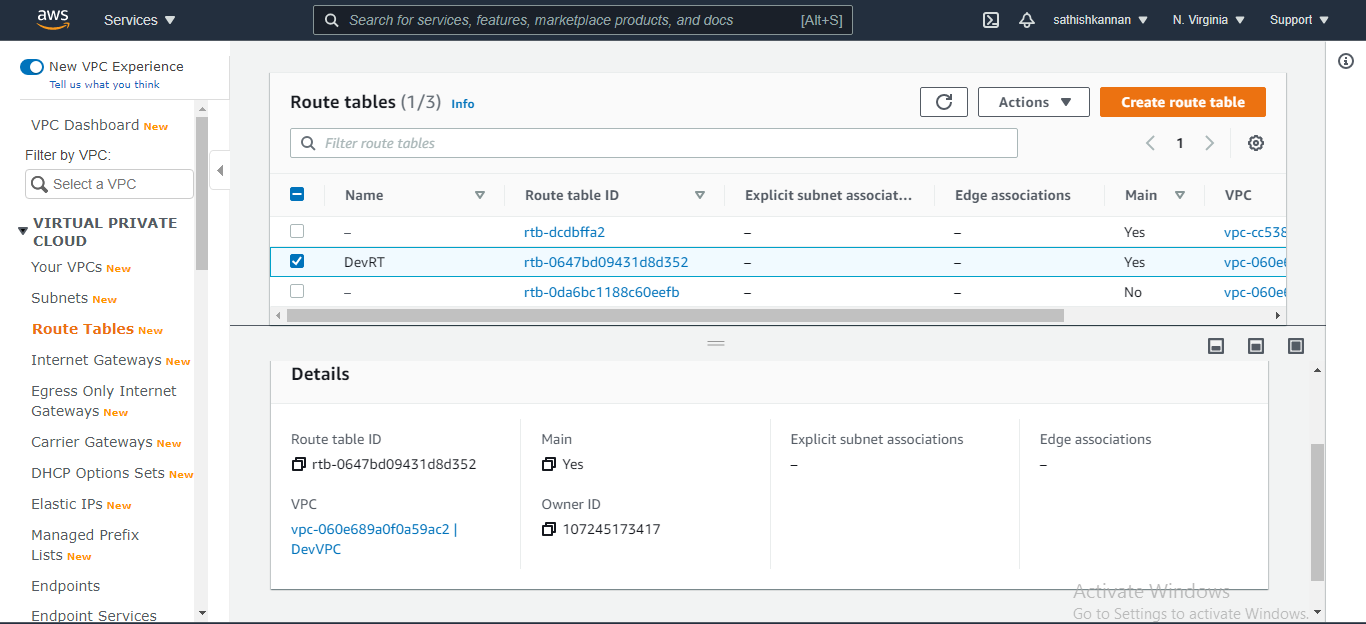 aws Services Search for services, features, marketplace products, and docs [Alt+S] sathishkannan N. Virginia Support
New VPC Experience
Tell us what you think
VPC Dashboard New
Filter by VPC:
Select a VPC
VIRTUAL PRIVATE
CLOUD
Your VPCs New
Subnets New
Route Tables New
Internet Gateways New
Egress Only Internet
Gateways New
Carrier Gateways New
DHCP Options Sets New
Elastic IPs New
Managed Prefix
Lists New
Endpoints
Endpoint Services
Route tables (1/3) Info Actions Create route table
Filter route tables 1
Name Route table ID Explicit subnet associat... Edge associations Main VPC
– rtb-dcdbffa2 – – Yes vpc-cc538
DevRT rtb-0647bd09431d8d352 – – Yes vpc-060e6
– rtb-0da6bc1188c60eefb – – No vpc-060e6
Details
Route table ID Main Explicit subnet associations Edge associations
rtb-0647bd09431d8d352 Yes – –
VPC Owner ID
vpc-060e689a0f0a59ac2 | 107245173417
DevVPC
Activate Windows
Go to Settings to activate Windows.